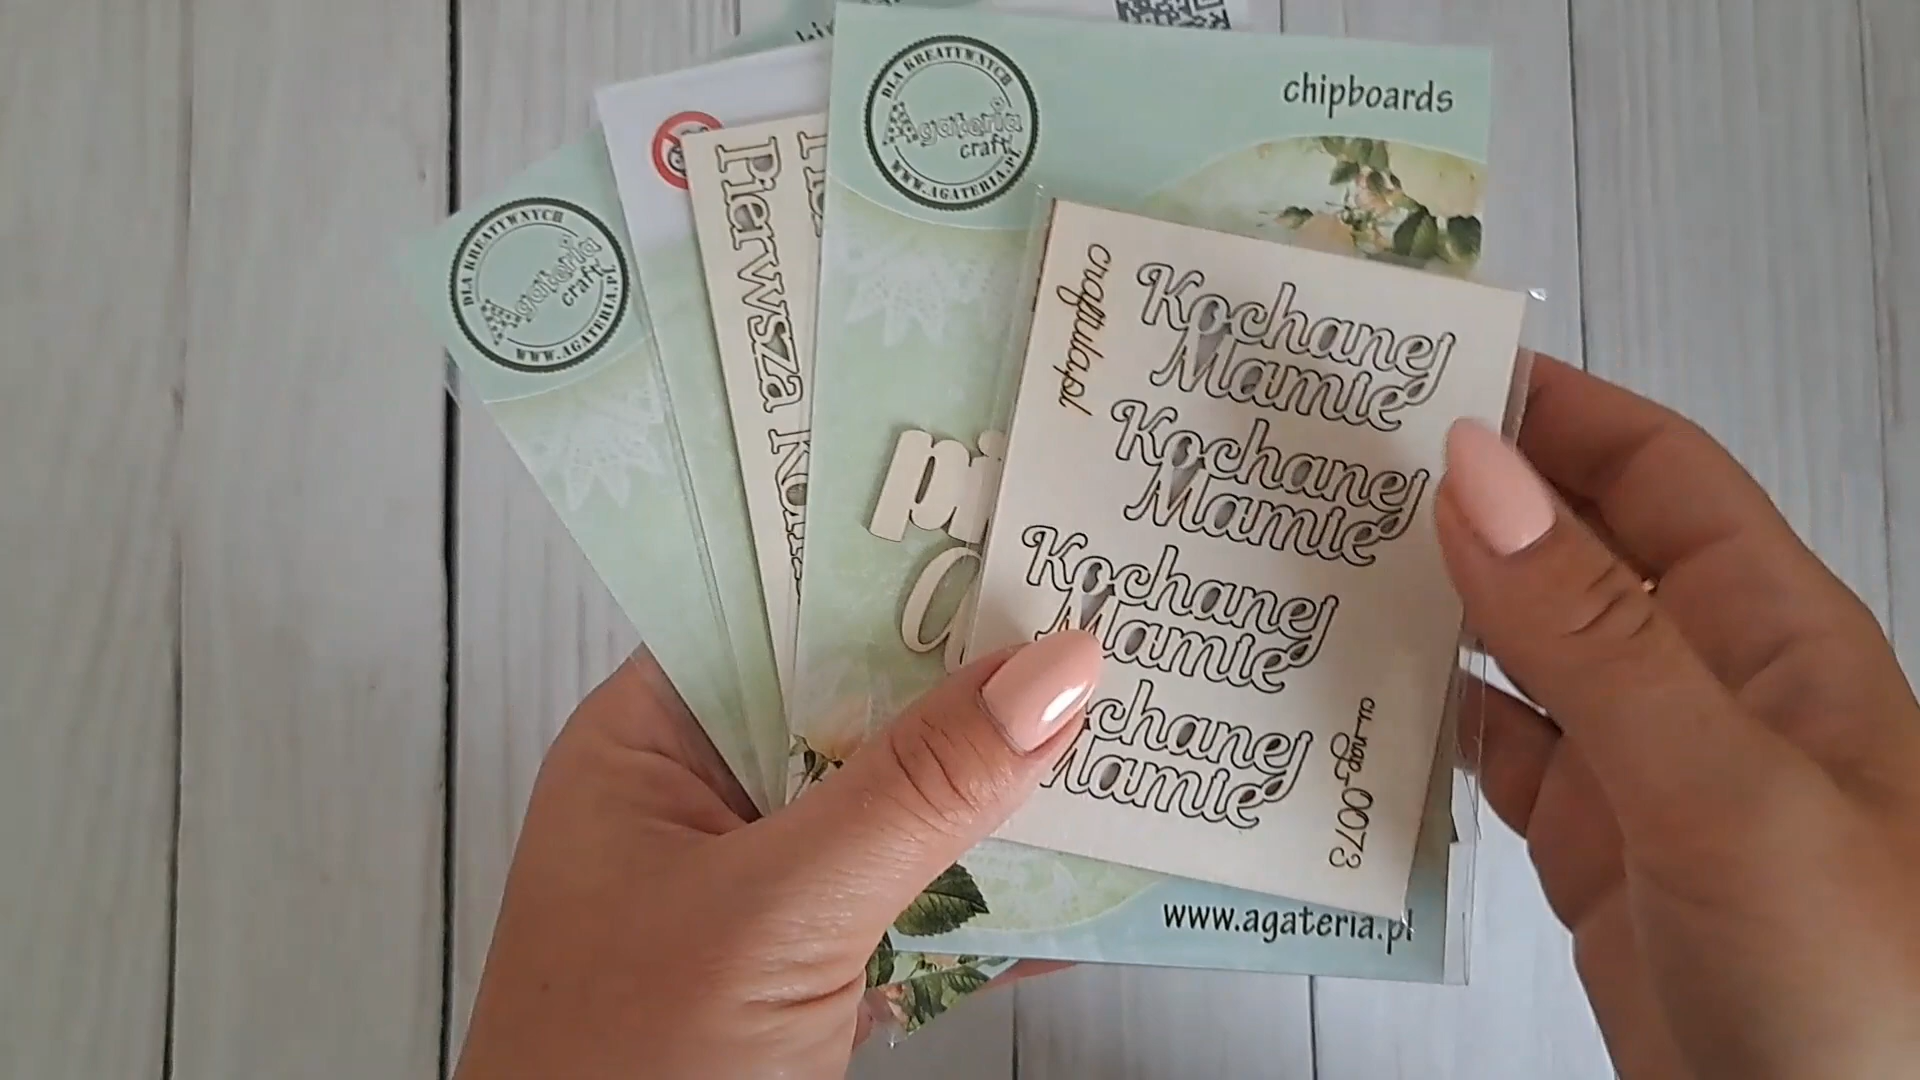 DLA KREATYWNYCH
Agateria
craft
WWW.AGATERIA.PL
DLA KREATYWNYCH
Agateria
craft
WWW.AGATERIA.PL
chipboards
Pierwsza
craftula.pl
Kochanej
Mamie
Kochanej
Mamie
Kochanej
Mamie
Kochanej
Mamie
www.agateria.pl